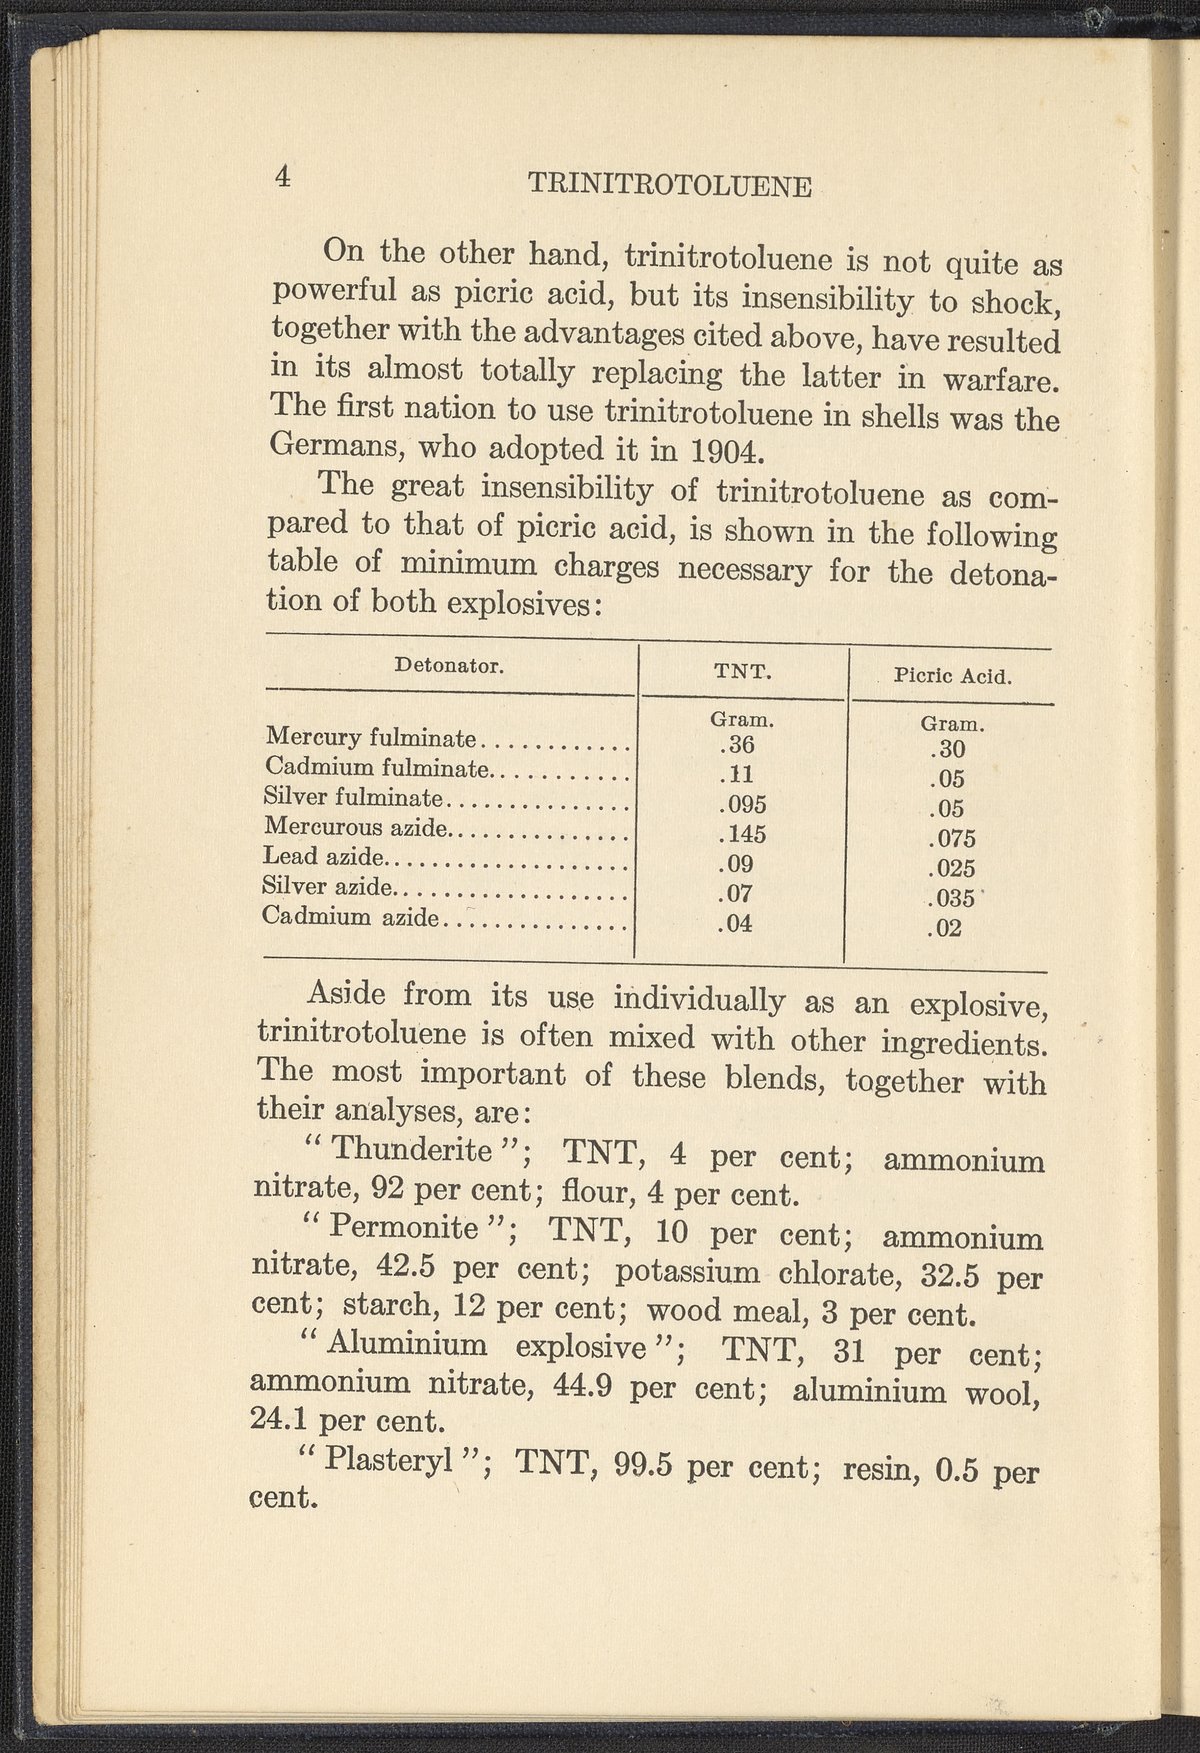 4 TRINITROTOLUENE
On the other hand, trinitrotoluene is not quite as
powerful as picric acid, but its insensibility to shock,
together with the advantages cited above, have resulted
in its almost totally replacing the latter in warfare.
The first nation to use trinitrotoluene in shells was the
Germans, who adopted it in 1904.
The great insensibility of trinitrotoluene as com-
pared to that of picric acid, is shown in the following
table of minimum charges necessary for the detona-
tion of both explosives:
Detonator. TNT. Picric Acid.
Gram. Gram.
Mercury fulminate............ .36 .30
Cadmium fulminate........... .11 .05
Silver fulminate............... .095 .05
Mercurous azide............... .145 .075
Lead azide.................... .09 .025
Silver azide................... .07 .035
Cadmium azide............... .04 .02
Aside from its use individually as an explosive,
trinitrotoluene is often mixed with other ingredients.
The most important of these blends, together with
their analyses, are:
“Thunderite”; TNT, 4 per cent; ammonium
nitrate, 92 per cent; flour, 4 per cent.
“Permonite”; TNT, 10 per cent; ammonium
nitrate, 42.5 per cent; potassium chlorate, 32.5 per
cent; starch, 12 per cent; wood meal, 3 per cent.
“Aluminium explosive”; TNT, 31 per cent;
ammonium nitrate, 44.9 per cent; aluminium wool,
24.1 per cent.
“Plasteryl”; TNT, 99.5 per cent; resin, 0.5 per
cent.